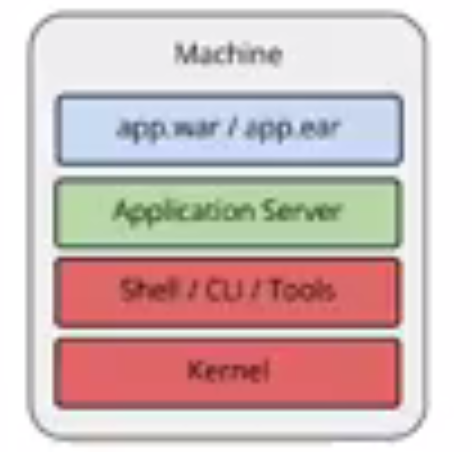 Machine
app.war / app.ear
Application Server
Shell / CLI / Tools
Kernel